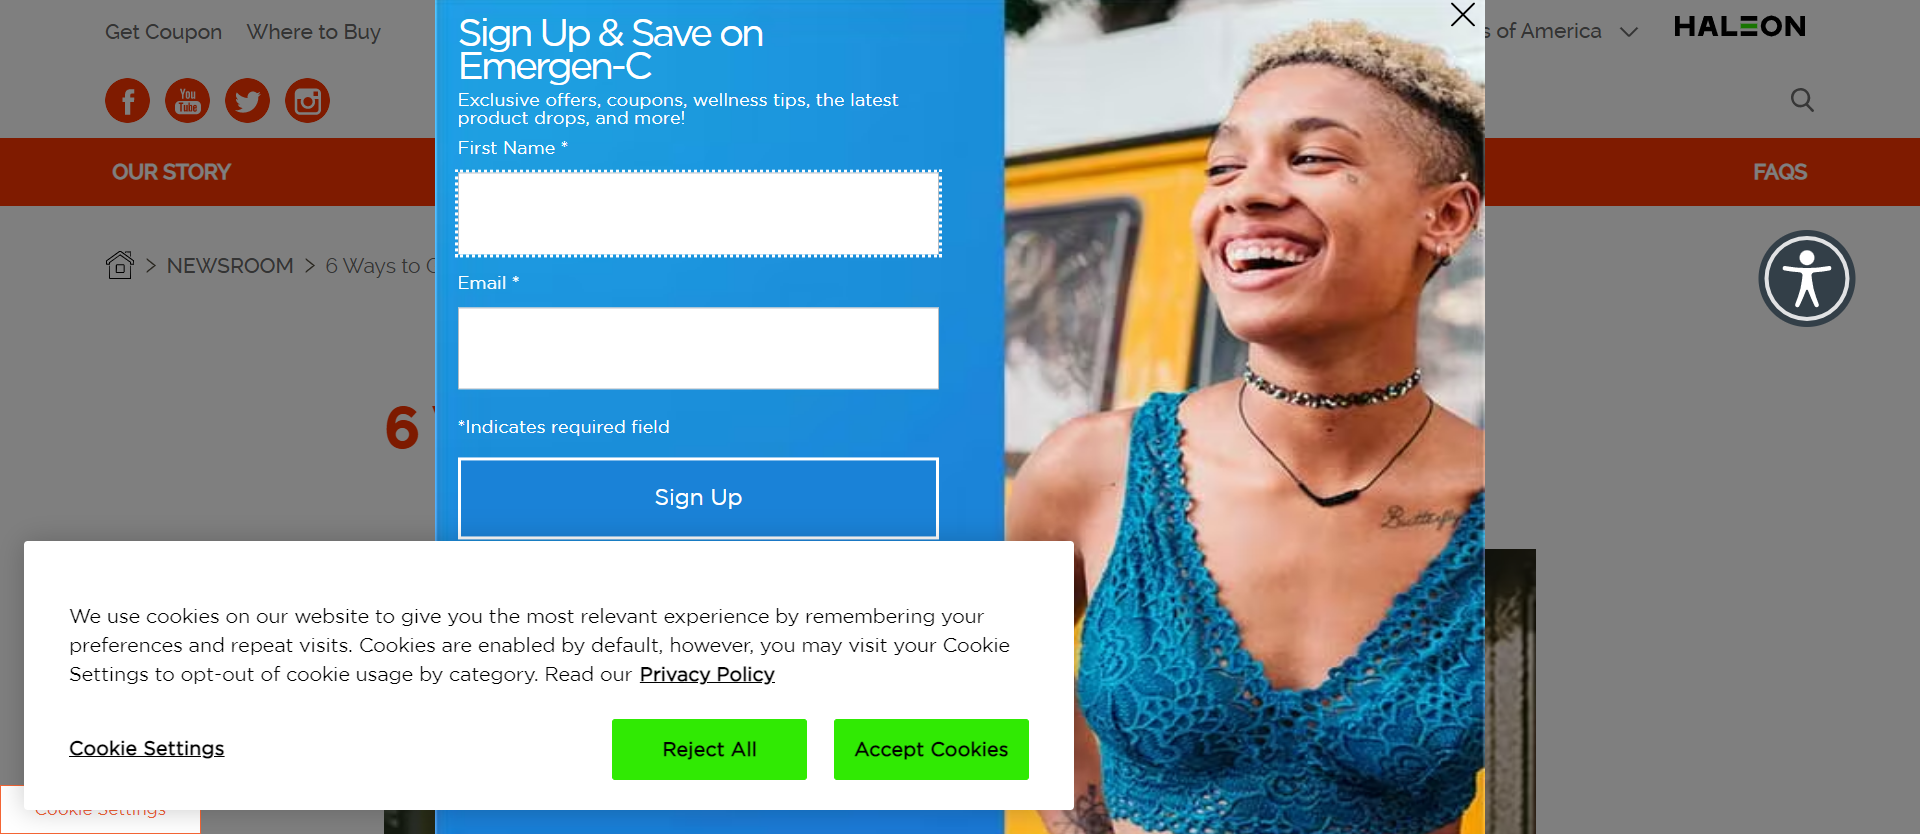 Get Coupon
Where to Buy
s of America
HALEON
You
Tube
OUR STORY
FAQS
NEWSROOM
6 Ways to
6
Sign Up & Save on
Emergen-C
Exclusive offers, coupons, wellness tips, the latest
product drops, and more!
First Name *
Email *
*Indicates required field
Sign Up
Butterfly
We use cookies on our website to give you the most relevant experience by remembering your
preferences and repeat visits. Cookies are enabled by default, however, you may visit your Cookie
Settings to opt-out of cookie usage by category. Read our Privacy Policy
Cookie Settings
Reject All
Accept Cookies
Cookie Settings